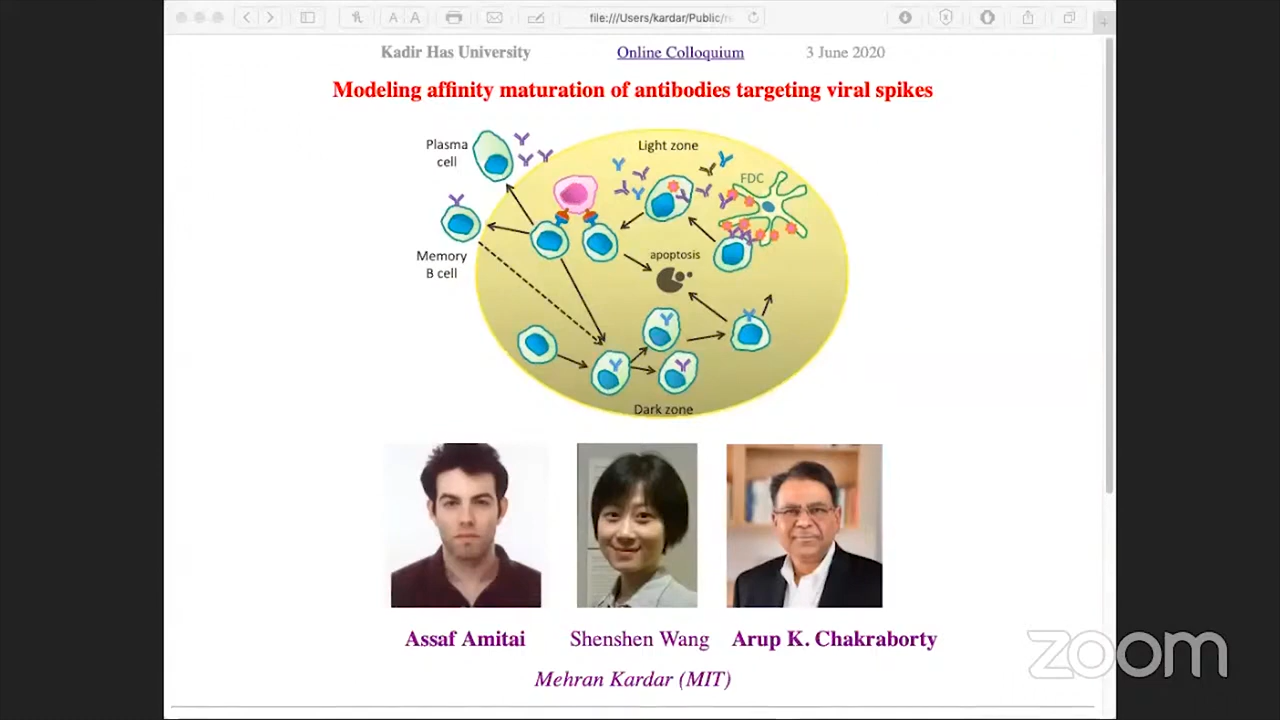 A A
file:///Users/kardar/Public/
Kadir Has University Online Colloquium 3 June 2020
Modeling affinity maturation of antibodies targeting viral spikes
Plasma
cell
Light zone
FDC
Memory
B cell
apoptosis
Dark zone
Assaf Amitai Shenshen Wang Arup K. Chakraborty
Mehran Kardar (MIT)
zoom